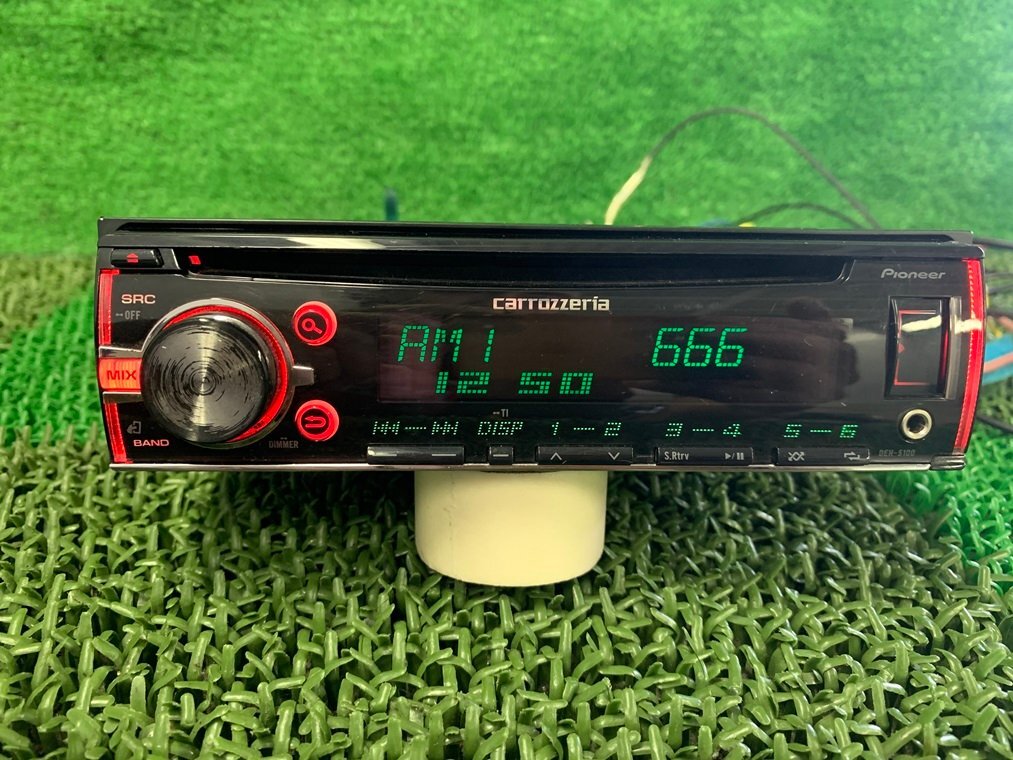 Pioneer
carrozzeria
SRC
OFF
MIX
BAND
DIMMER
AM1 666
12 50
TI
DISP 1 — 2 3 — 4 5 — 6
S.Rtrv
DEH-5100